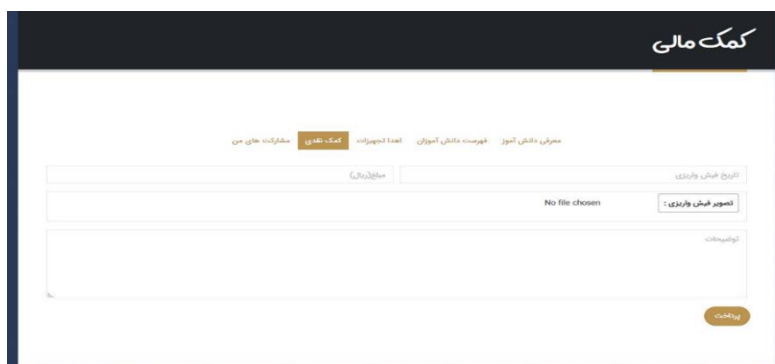 کمک مالی
معرفی دانش آموز فهرست دانش آموزان اهدا تجهیزات کمک نقدی مشارکت های من
تاریخ فیش واریزی مبلغ(ریال)
تصویر فیش واریزی : No file chosen
توضیحات
پرداخت